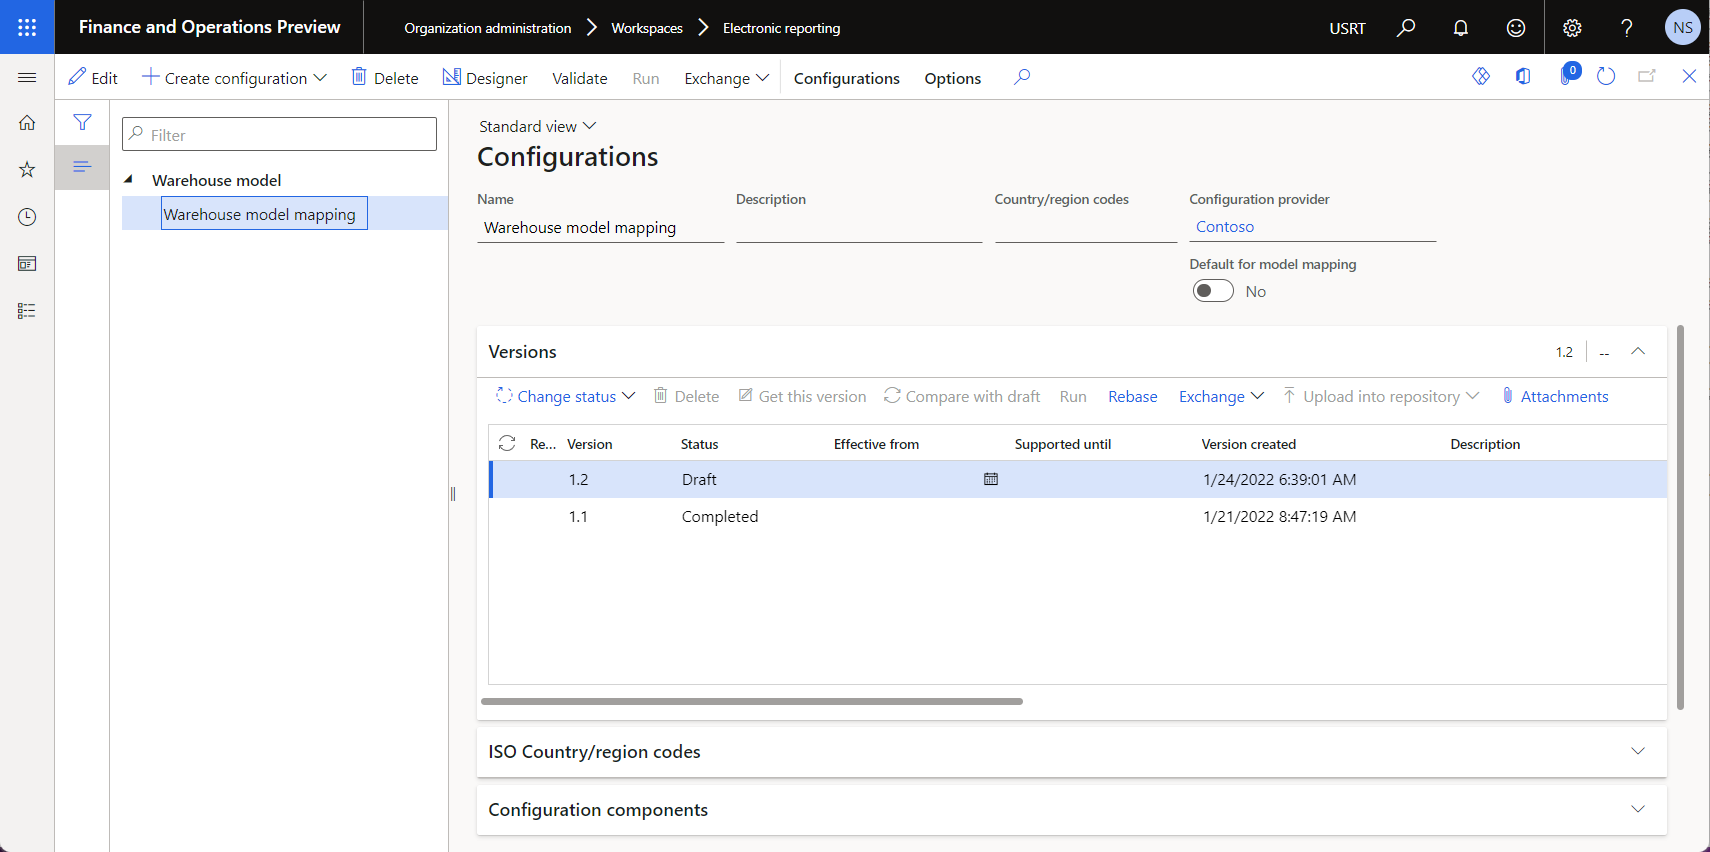 Finance and Operations Preview
Organization administration
Workspaces
Electronic reporting
USRT
NS
Edit
Create configuration
Delete
Designer
Validate
Run
Exchange
Configurations
Options
0
Filter
Warehouse model
Warehouse model mapping
Standard view
Configurations
Name
Description
Country/region codes
Configuration provider
Warehouse model mapping
Contoso
Default for model mapping
No
Versions
1.2
--
Change status
Delete
Get this version
Compare with draft
Run
Rebase
Exchange
Upload into repository
Attachments
Re...
Version
Status
Effective from
Supported until
Version created
Description
1.2
Draft
1/24/2022 6:39:01 AM
1.1
Completed
1/21/2022 8:47:19 AM
ISO Country/region codes
Configuration components